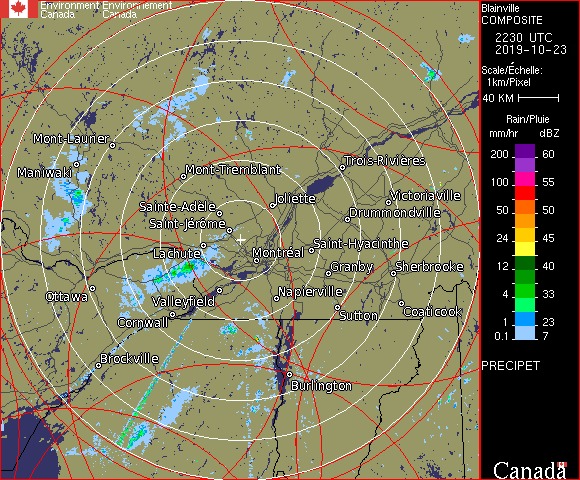 Environment Environnement
Canada Canada
Blainville
COMPOSITE
2230 UTC
2019-10-23
Scale/Échelle:
1km/Pixel
40 KM
Rain/Pluie
mm/hr dBZ
200 60
100 55
50 50
24 45
12 40
4 33
1 23
0.1 7
PRECIPET
Canada
Mont-Laurier
Maniwaki
Mont-Tremblant
Trois-Rivières
Sainte-Adèle
Joliette
Victoriaville
Saint-Jérôme
Drummondville
Lachute
Montréal
Saint-Hyacinthe
Granby
Sherbrooke
Ottawa
Valleyfield
Napierville
Cornwall
Sutton
Coaticook
Brockville
Burlington